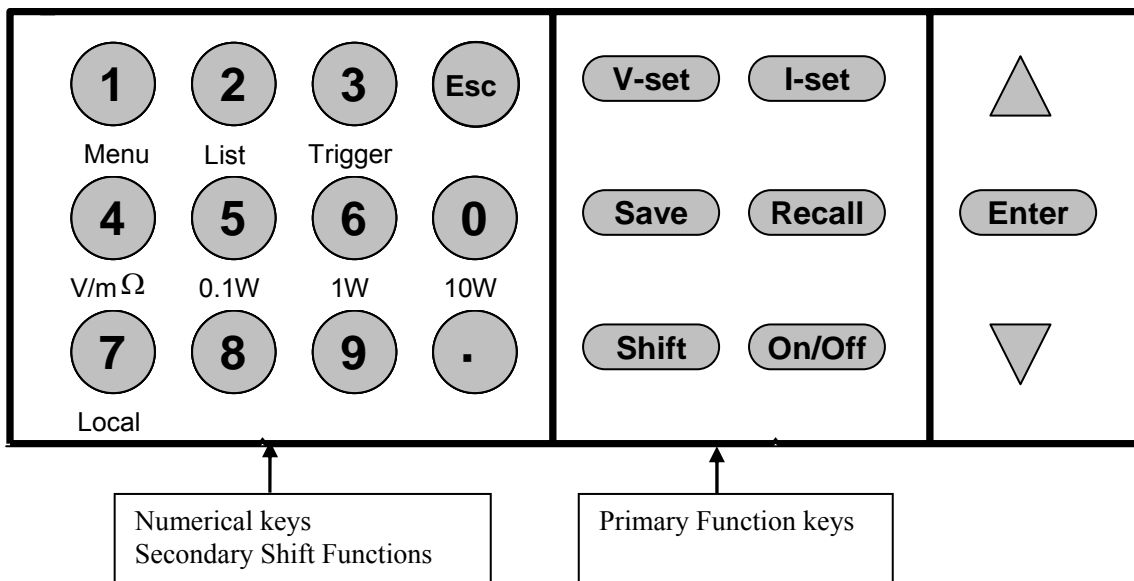 1 2 3 Esc V-set I-set
Menu List Trigger
4 5 6 0 Save Recall Enter
V/mΩ 0.1W 1W 10W
7 8 9 . Shift On/Off
Local
Numerical keys
Secondary Shift Functions
Primary Function keys